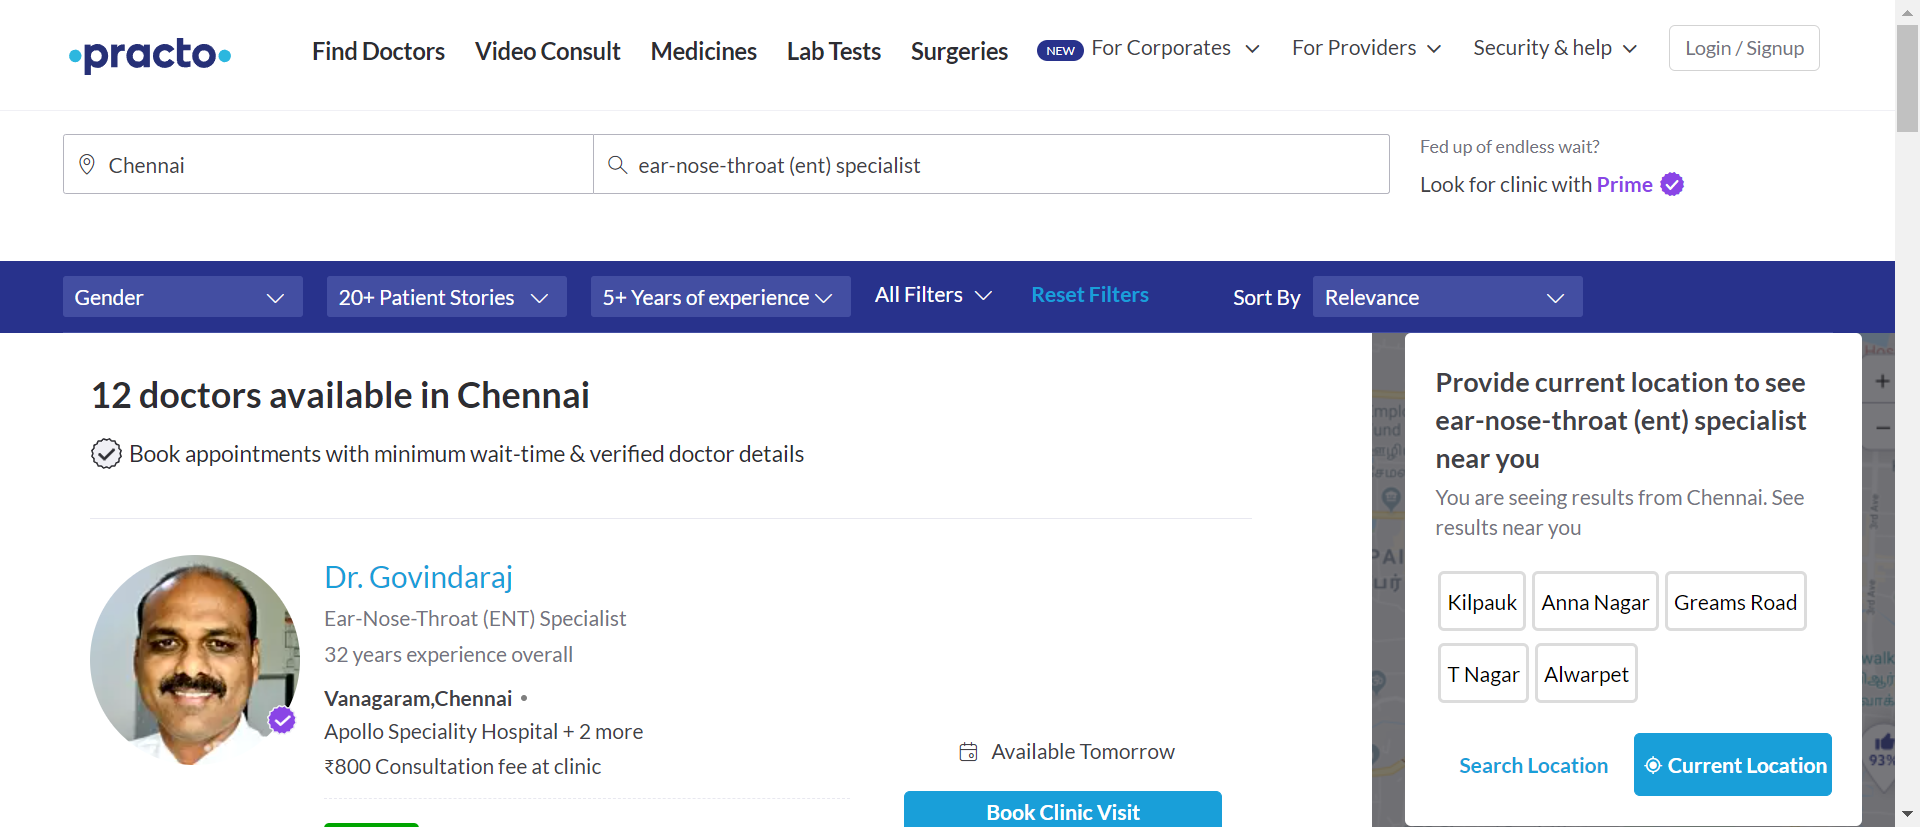 practo
Find Doctors
Video Consult
Medicines
Lab Tests
Surgeries
NEW
For Corporates
For Providers
Security & help
Login / Signup
Chennai
ear-nose-throat (ent) specialist
Fed up of endless wait?
Look for clinic with Prime
Gender
20+ Patient Stories
5+ Years of experience
All Filters
Reset Filters
Sort By
Relevance
12 doctors available in Chennai
Book appointments with minimum wait-time & verified doctor details
Dr. Govindaraj
Ear-Nose-Throat (ENT) Specialist
32 years experience overall
Vanagaram,Chennai •
Apollo Speciality Hospital + 2 more
₹800 Consultation fee at clinic
Available Tomorrow
Book Clinic Visit
Provide current location to see
ear-nose-throat (ent) specialist
near you
You are seeing results from Chennai. See
results near you
Kilpauk
Anna Nagar
Greams Road
T Nagar
Alwarpet
Search Location
Current Location
3rd Ave
3rd Ave
93%